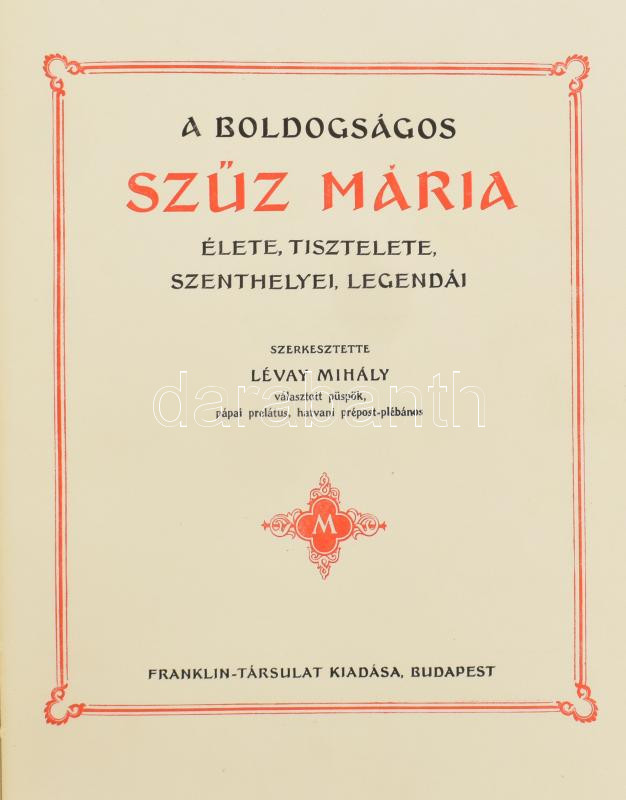 A BOLDOGSÁGOS
SZŰZ MÁRIA
ÉLETE, TISZTELETE,
SZENTHELYEI, LEGENDÁI
SZERKESZTETTE
LÉVAY MIHÁLY
választott püspök,
pápai prelátus, hatvani prépost-plébános
darabanth
M
FRANKLIN-TÁRSULAT KIADÁSA, BUDAPEST